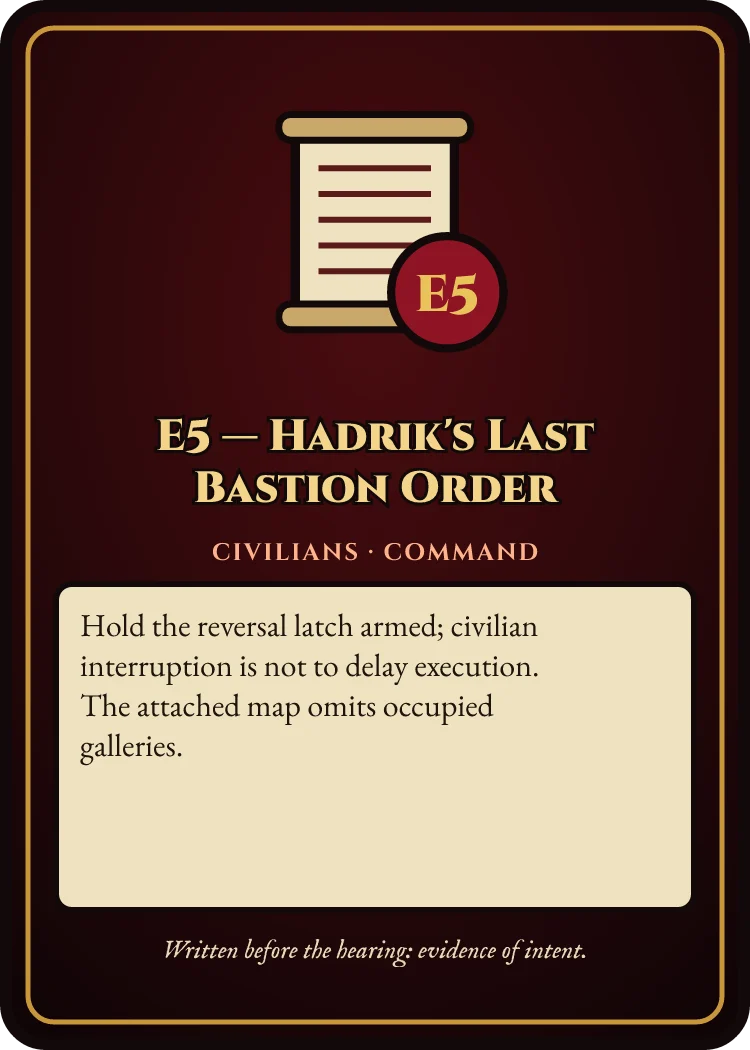 E5
E5 — Hadrik's Last
Bastion Order
CIVILIANS · COMMAND
Hold the reversal latch armed; civilian
interruption is not to delay execution.
The attached map omits occupied
galleries.
Written before the hearing: evidence of intent.